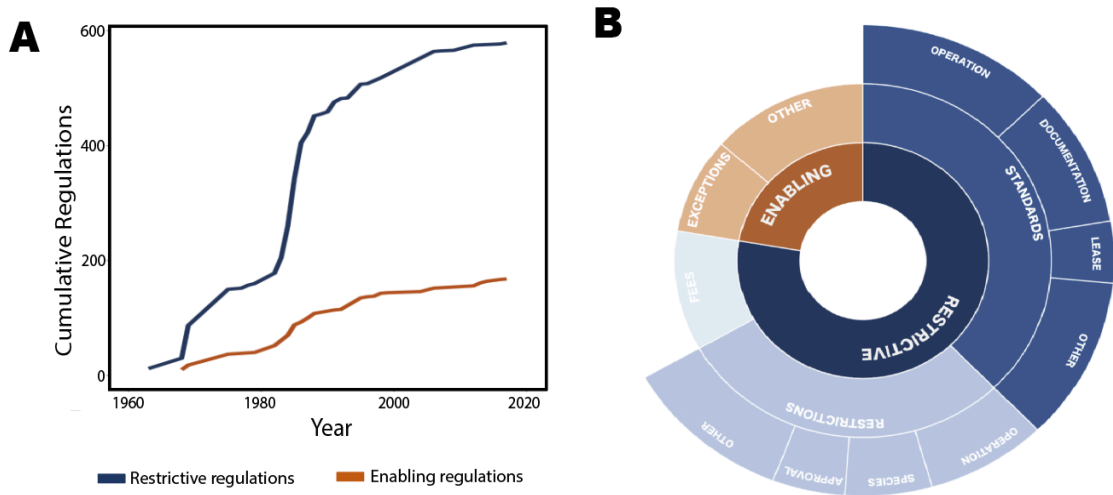 A
600
400
200
0
Cumulative Regulations
1960
1980
2000
2020
Year
Restrictive regulations
Enabling regulations
B
OPERATION
DOCUMENTATION
LEASE
OTHER
STANDARDS
RESTRICTIVE
ENABLING
OTHER
EXCEPTIONS
FEES
RESTRICTIONS
OTHER
APPROVAL
SPECIES
OPERATION